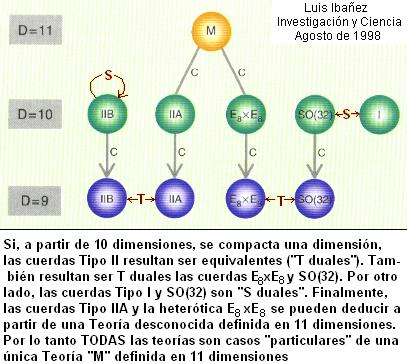 Luis Ibañez
Investigación y Ciencia
Agosto de 1998
D=11
M
C
C
S
D=10
IIB
IIA
E₈×E₈
SO(32)
S
I
C
C
C
C
D=9
IIB
T
IIA
E₈×E₈
T
SO(32)
Si, a partir de 10 dimensiones, se compacta una dimensión,
las cuerdas Tipo II resultan ser equivalentes ("T duales"). Tam-
bién resultan ser T duales las cuerdas E₈xE₈ y SO(32). Por otro
lado, las cuerdas Tipo I y SO(32) son "S duales". Finalmente,
las cuerdas Tipo IIA y la heterótica E₈ xE₈ se pueden deducir a
partir de una Teoría desconocida definida en 11 dimensiones.
Por lo tanto TODAS las teorías son casos "particulares" de una
única Teoría "M" definida en 11 dimensiones